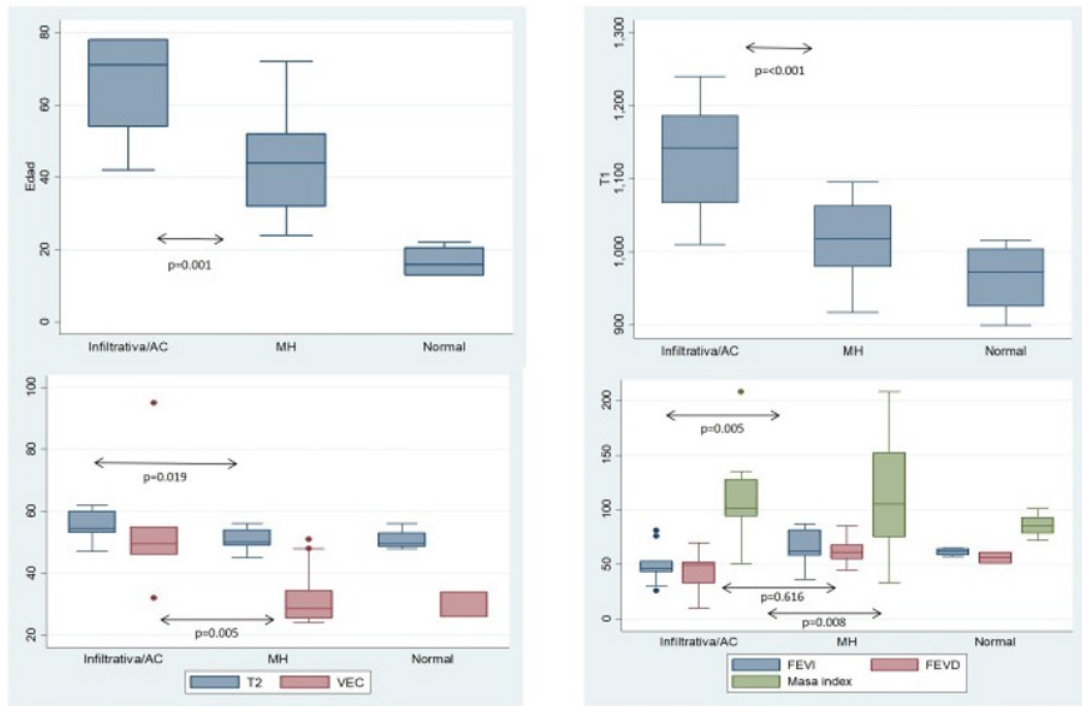 80
60
40
20
0
Edad
p=0.001
Infiltrativa/AC MH Normal
1,300
1,200
1,100
1,000
900
T1
p=<0.001
Infiltrativa/AC MH Normal
100
80
60
40
20
p=0.019
p=0.005
Infiltrativa/AC MH Normal
T2 VEC
200
150
100
50
0
p=0.005
p=0.616
p=0.008
Infiltrativa/AC MH Normal
FEVI FEVD
Masa index